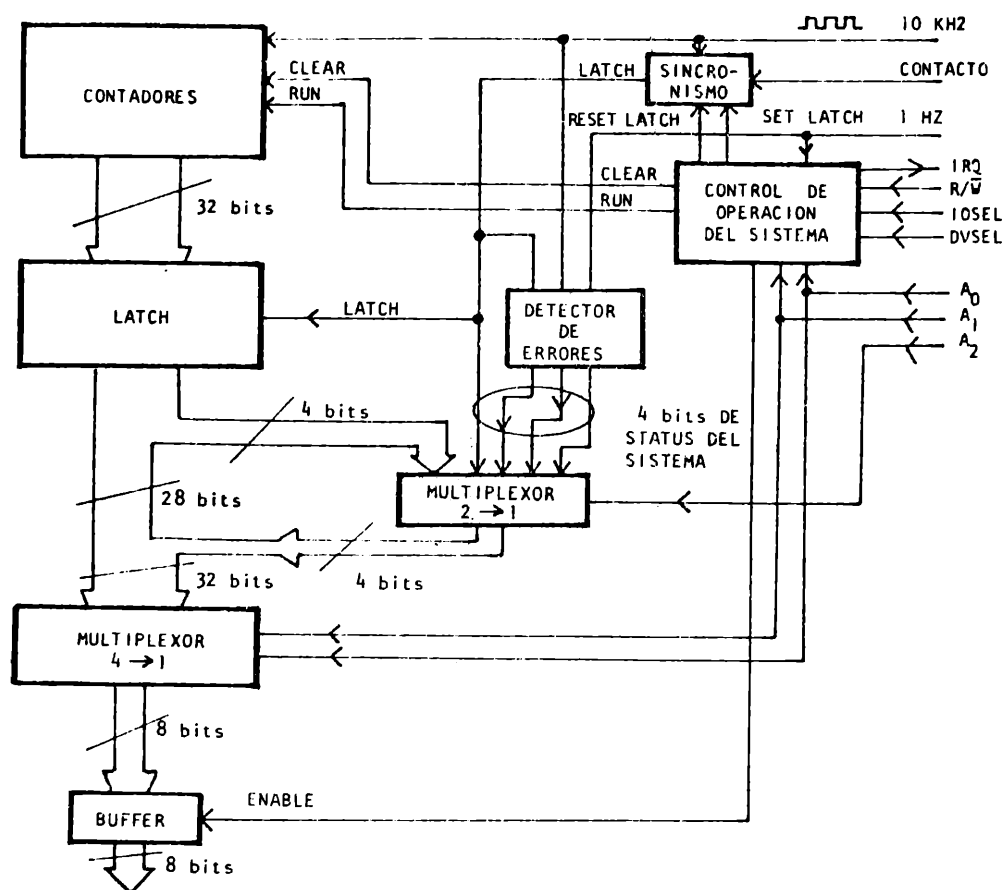 10 KHZ
CONTADORES
CLEAR
RUN
LATCH
SINCRO-
NISMO
CONTACTO
RESET LATCH
SET LATCH
1 HZ
CLEAR
RUN
CONTROL DE
OPERACION
DEL SISTEMA
IRQ
R/W̅
IOSEL
DVSEL
32 bits
LATCH
LATCH
DETECTOR
DE
ERRORES
A0
A1
A2
4 bits
4 bits DE
STATUS DEL
SISTEMA
28 bits
MULTIPLEXOR
2 → 1
4 bits
32 bits
MULTIPLEXOR
4 → 1
8 bits
BUFFER
ENABLE
8 bits